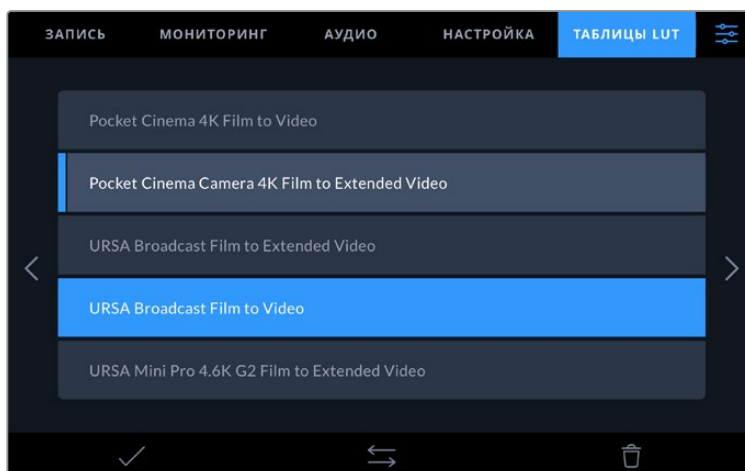 ЗАПИСЬ МОНИТОРИНГ АУДИО НАСТРОЙКА ТАБЛИЦЫ LUT
Pocket Cinema 4K Film to Video
Pocket Cinema Camera 4K Film to Extended Video
URSA Broadcast Film to Extended Video
URSA Broadcast Film to Video
URSA Mini Pro 4.6K G2 Film to Extended Video